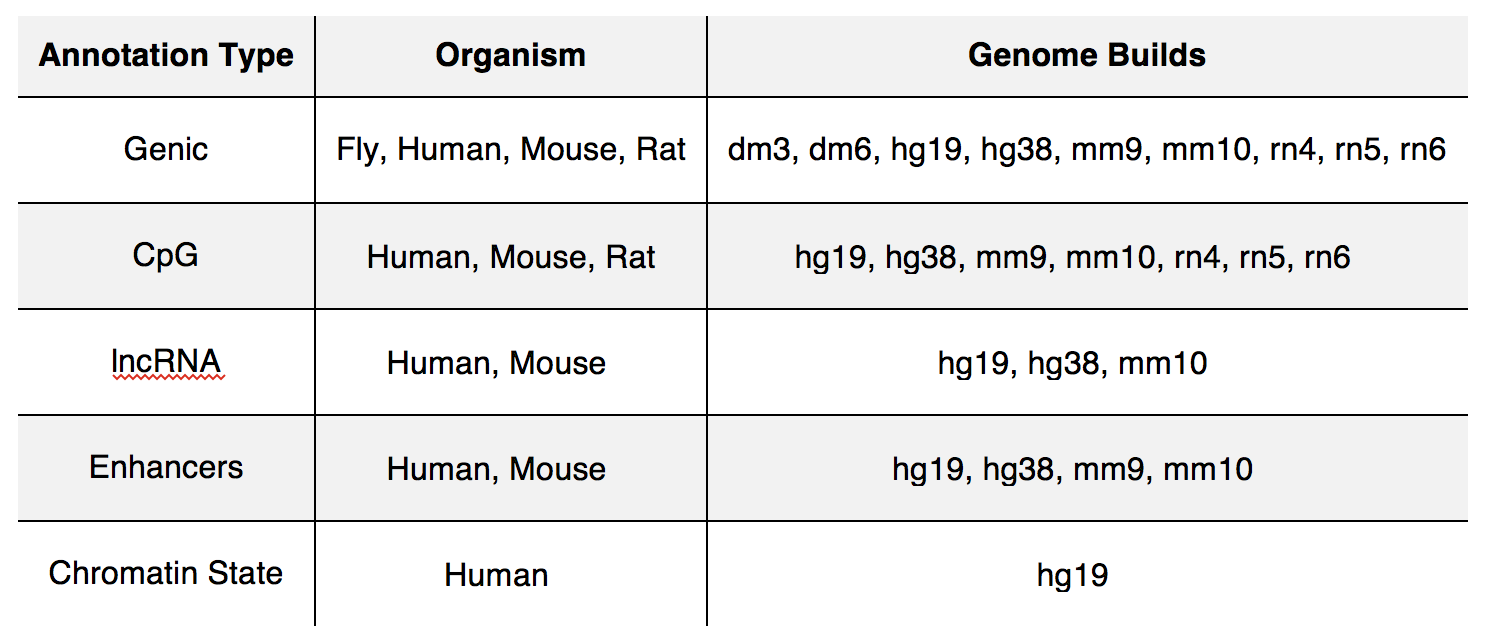 Annotation Type Organism Genome Builds
Genic Fly, Human, Mouse, Rat dm3, dm6, hg19, hg38, mm9, mm10, rn4, rn5, rn6
CpG Human, Mouse, Rat hg19, hg38, mm9, mm10, rn4, rn5, rn6
lncRNA Human, Mouse hg19, hg38, mm10
Enhancers Human, Mouse hg19, hg38, mm9, mm10
Chromatin State Human hg19